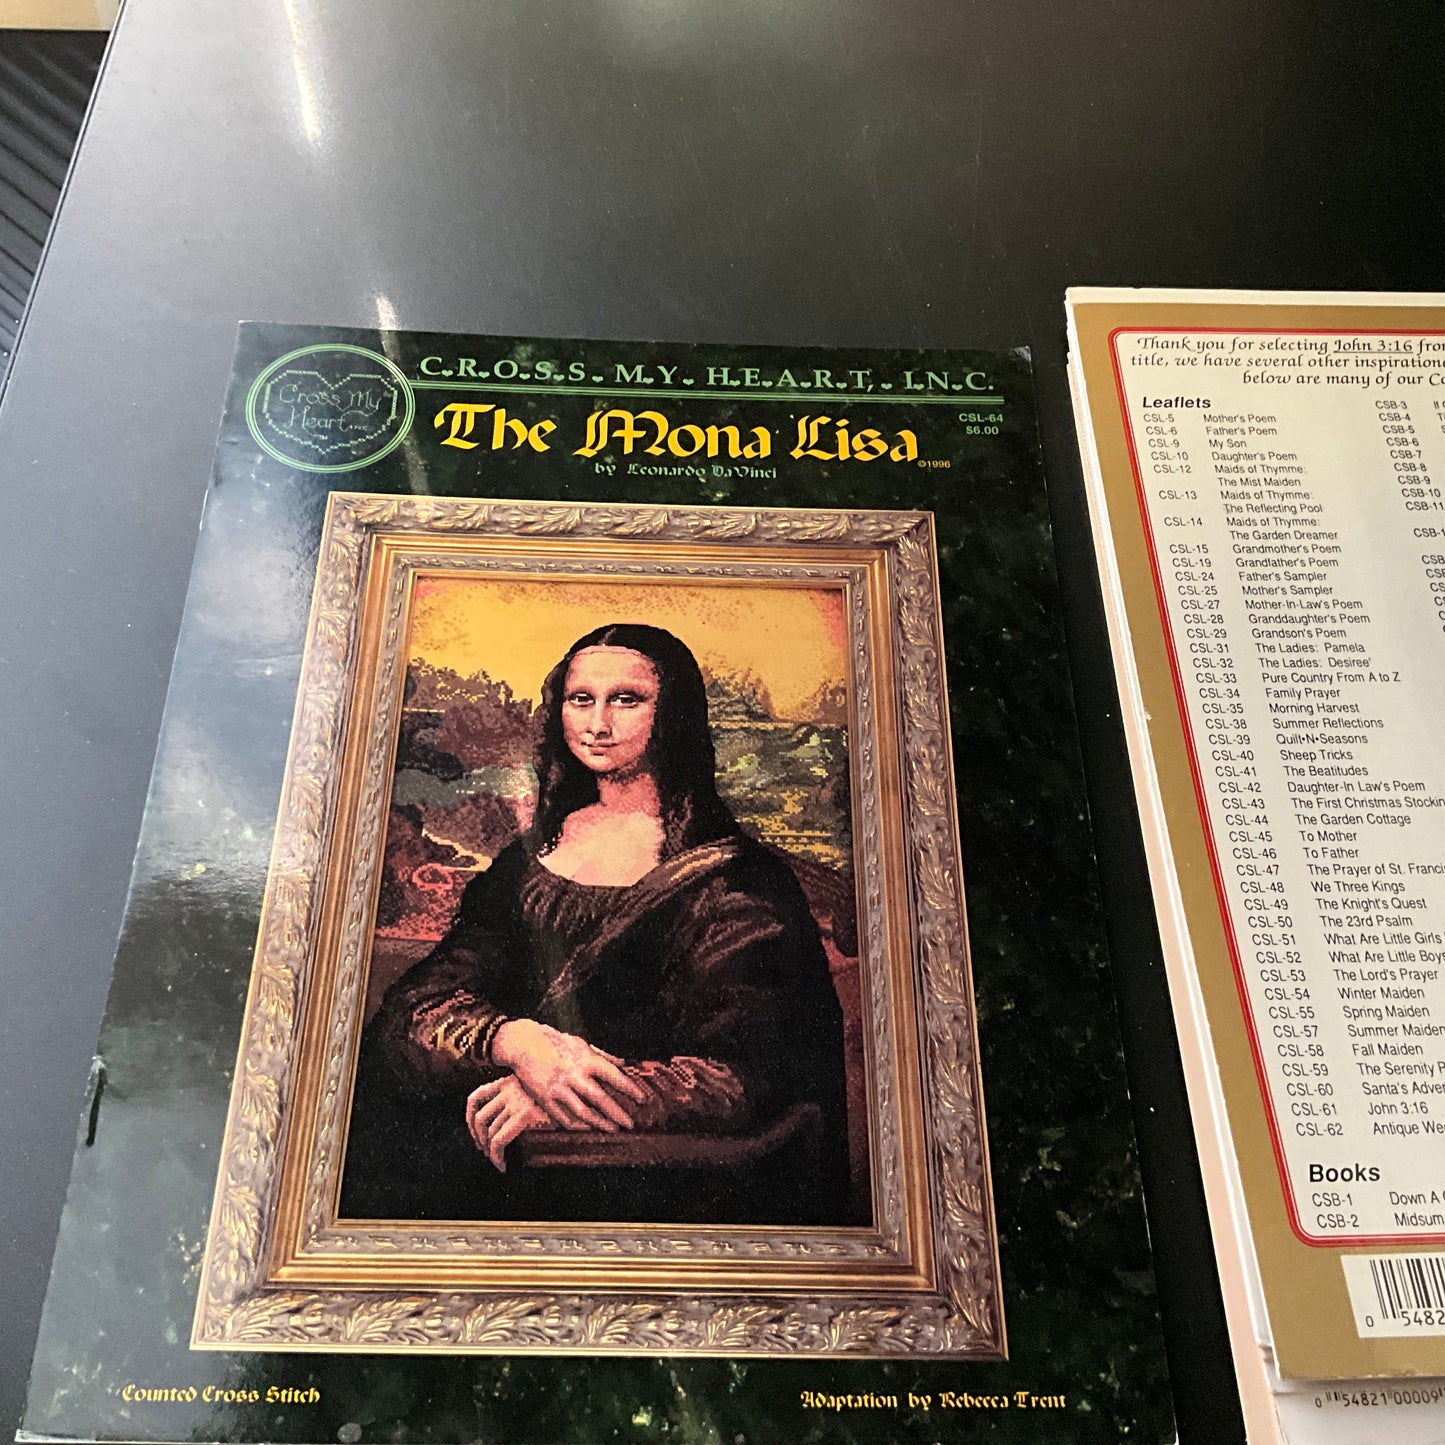 Cross My
Heart inc.
C.R.O.S.S. M.Y. H.E.A.R.T., I.N.C.
The Mona Lisa
©1996
by Leonardo DaVinci
CSL-64
$6.00
Counted Cross Stitch
Adaptation by Rebecca Trent
Thank you for selecting John 3:16 from
title, we have several other inspirational
below are many of our
Leaflets
CSL-5 Mother's Poem
CSL-6 Father's Poem
CSL-9 My Son
CSL-10 Daughter's Poem
CSL-12 Maids of Thymme:
The Mist Maiden
CSL-13 Maids of Thymme:
The Reflecting Pool
CSL-14 Maids of Thymme:
The Garden Dreamer
CSL-15 Grandmother's Poem
CSL-19 Grandfather's Poem
CSL-24 Father's Sampler
CSL-25 Mother's Sampler
CSL-27 Mother-In-Law's Poem
CSL-28 Granddaughter's Poem
CSL-29 Grandson's Poem
CSL-31 The Ladies: Pamela
CSL-32 The Ladies: Desiree'
CSL-33 Pure Country From A to Z
CSL-34 Family Prayer
CSL-35 Morning Harvest
CSL-38 Summer Reflections
CSL-39 Quilt•N•Seasons
CSL-40 Sheep Tricks
CSL-41 The Beatitudes
CSL-42 Daughter-In Law's Poem
CSL-43 The First Christmas Stockin
CSL-44 The Garden Cottage
CSL-45 To Mother
CSL-46 To Father
CSL-47 The Prayer of St. Franci
CSL-48 We Three Kings
CSL-49 The Knight's Quest
CSL-50 The 23rd Psalm
CSL-51 What Are Little Girls
CSL-52 What Are Little Boys
CSL-53 The Lord's Prayer
CSL-54 Winter Maiden
CSL-55 Spring Maiden
CSL-57 Summer Maiden
CSL-58 Fall Maiden
CSL-59 The Serenity P
CSL-60 Santa's Adver
CSL-61 John 3:16
CSL-62 Antique We
Books
CSB-1 Down A
CSB-2 Midsum
CSB-3
CSB-4
CSB-5
CSB-6
CSB-7
CSB-8
CSB-9
CSB-10
CSB-11
CSB-1
CSB
0 5482
0 54821 00009